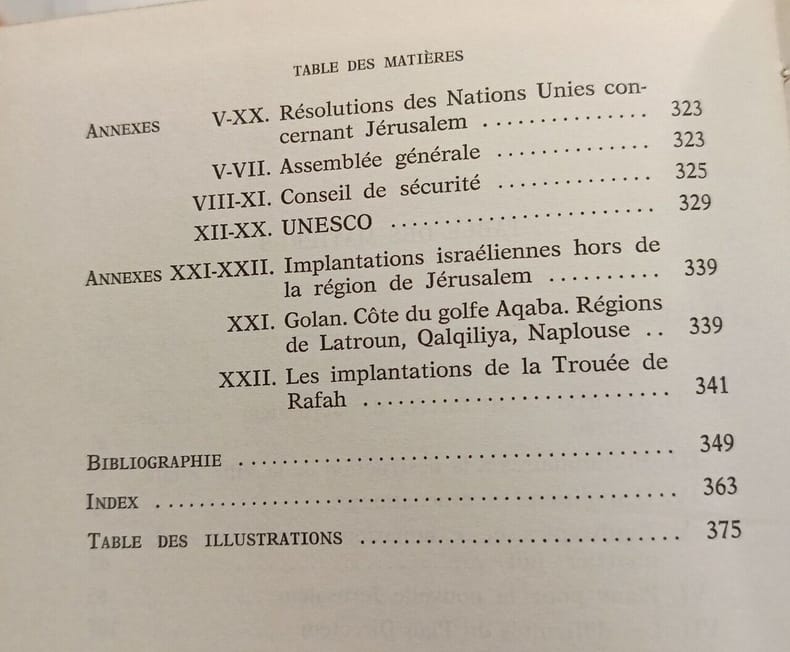 TABLE DES MATIÈRES
ANNEXES V-XX. Résolutions des Nations Unies con-
cernant Jérusalem . . . . . . . . . . . . . . . 323
V-VII. Assemblée générale . . . . . . . . . . . . . . 323
VIII-XI. Conseil de sécurité . . . . . . . . . . . . . . 325
XII-XX. UNESCO . . . . . . . . . . . . . . . . . . . . . . . . 329
ANNEXES XXI-XXII. Implantations israéliennes hors de
la région de Jérusalem . . . . . . . . . . 339
XXI. Golan. Côte du golfe Aqaba. Régions
de Latroun, Qalqiliya, Naplouse . . 339
XXII. Les implantations de la Trouée de
Rafah . . . . . . . . . . . . . . . . . . . . . . . . . . . 341
BIBLIOGRAPHIE . . . . . . . . . . . . . . . . . . . . . . . . . . . . . . . . . . . . . . 349
INDEX . . . . . . . . . . . . . . . . . . . . . . . . . . . . . . . . . . . . . . . . . . . . . 363
TABLE DES ILLUSTRATIONS . . . . . . . . . . . . . . . . . . . . . . . . . . . . 375